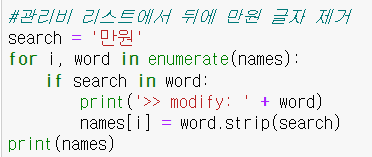 #관리비 리스트에서 뒤에 만원 글자 제거
search = '만원'
for i, word in enumerate(names):
    if search in word:
        print('>> modify: ' + word)
        names[i] = word.strip(search)
print(names)